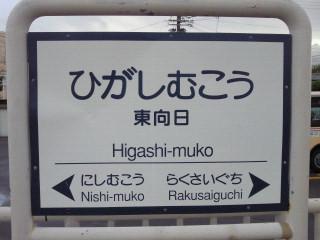 ひがしむこう
東向日
Higashi-muko
にしむこう らくさいぐち
Nishi-muko Rakusaiguchi